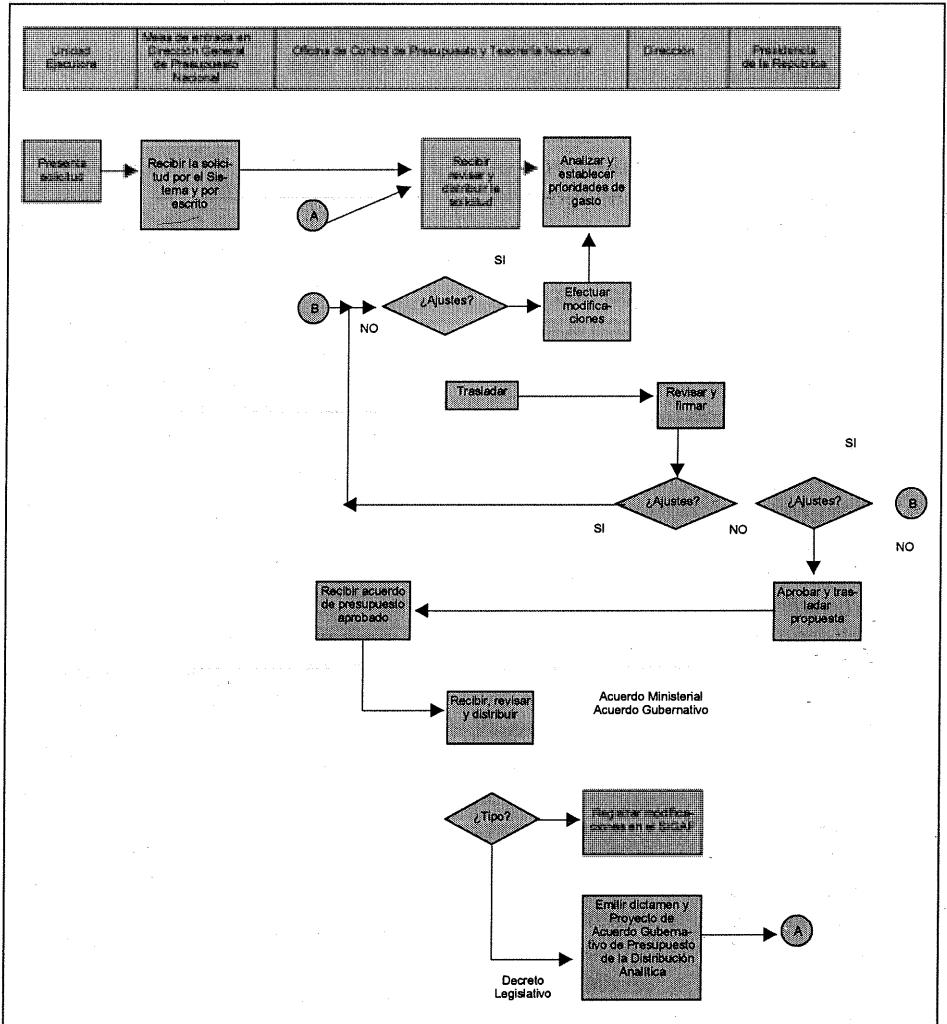 Unidad
Ejecutora
Mesas de entrada en
Dirección General
de Presupuesto
Nacional
Oficina de Control de Presupuesto y Tesorería Nacional
Dirección
Presidencia
de la República
Presenta
solicitud
Recibir la solici-
tud por el Sis-
tema y por
escrito
Recibir
revisar y
distribuir la
solicitud
Analizar y
establecer
prioridades de
gasto
A
SI
B
NO
¿Ajustes?
Efectuar
modifica-
ciones
Trasladar
Revisar y
firmar
SI
¿Ajustes?
¿Ajustes?
B
SI
NO
NO
Recibir acuerdo
de presupuesto
aprobado
Aprobar y tras-
ladar
propuesta
Recibir, revisar
y distribuir
Acuerdo Ministerial
Acuerdo Gubernativo
¿Tipo?
Registrar modifica-
ciones en el SIGAF
Emilir dictamen y
Proyecto de
Acuerdo Guberna-
tivo de Presupuesto
de la Distribución
Analítica
A
Decreto
Legislativo